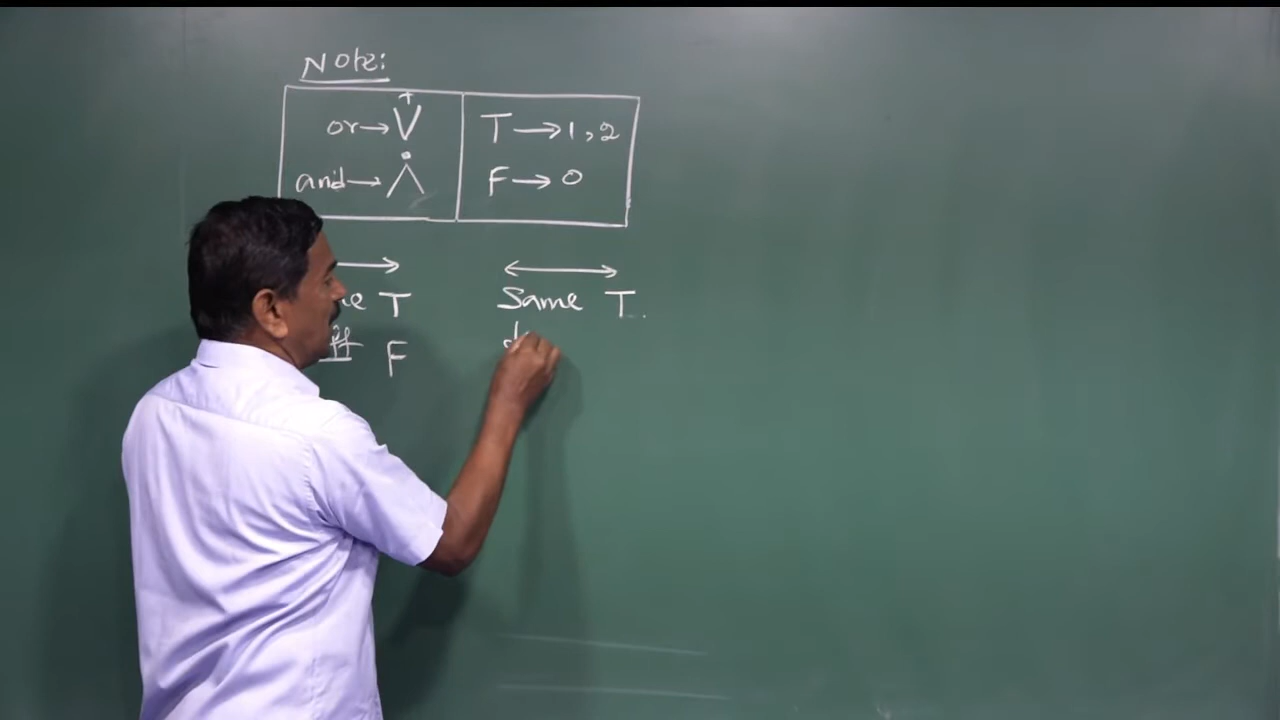 Note:
or→V+
T→1,2
and→Λ•
F→0
→
↔
T
Same T.
F